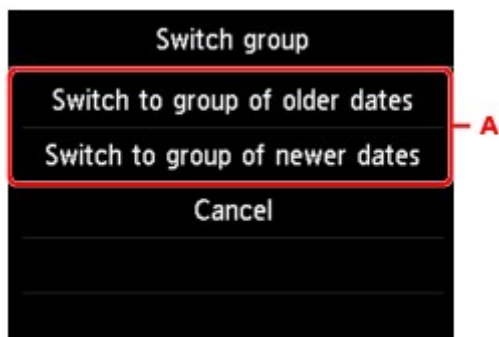 Switch group
Switch to group of older dates
A
Switch to group of newer dates
Cancel